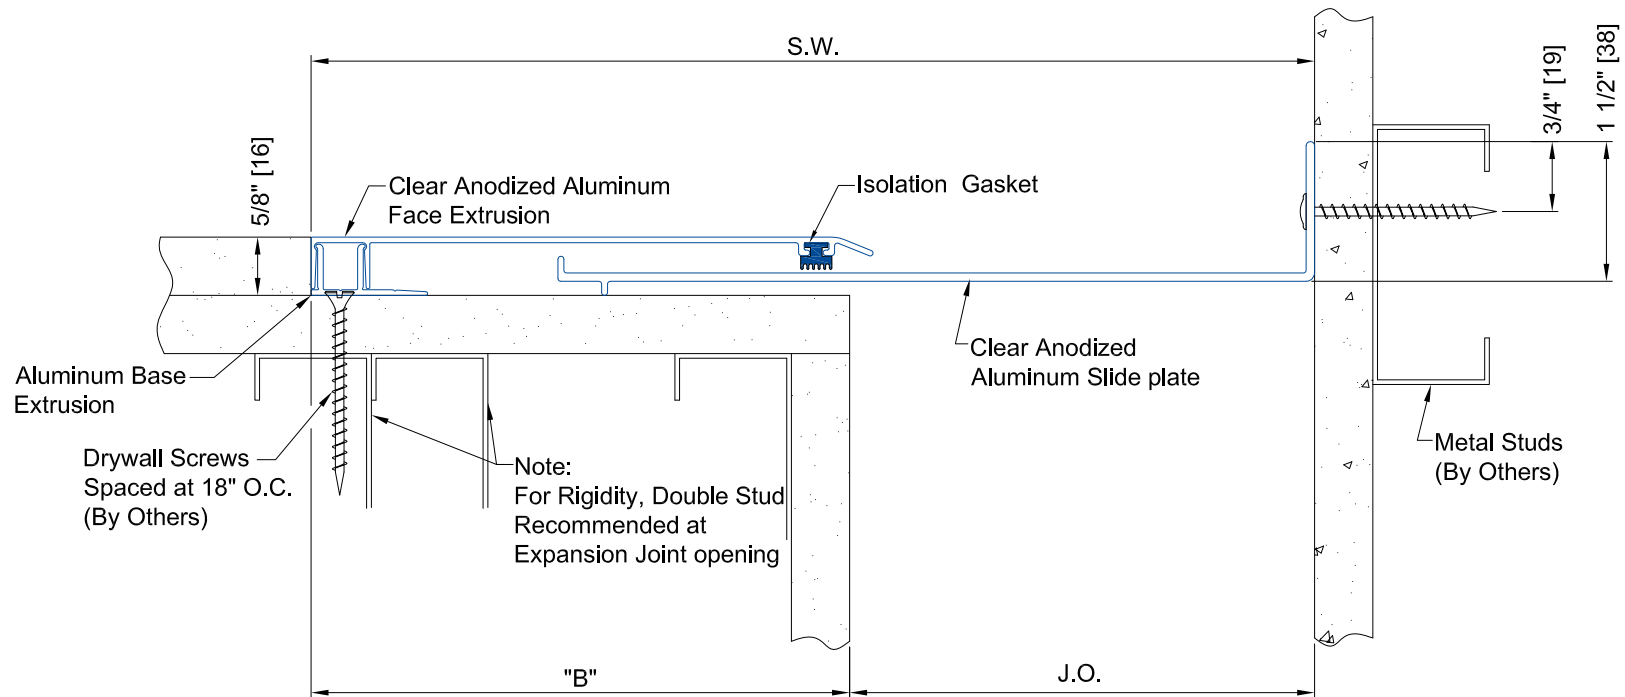 S.W.
3/4" [19]
1 1/2" [38]
5/8" [16]
Clear Anodized Aluminum
Face Extrusion
Isolation Gasket
Aluminum Base
Extrusion
Clear Anodized
Aluminum Slide plate
Drywall Screws
Spaced at 18" O.C.
(By Others)
Note:
For Rigidity, Double Stud
Recommended at
Expansion Joint opening
Metal Studs
(By Others)
"B"
J.O.